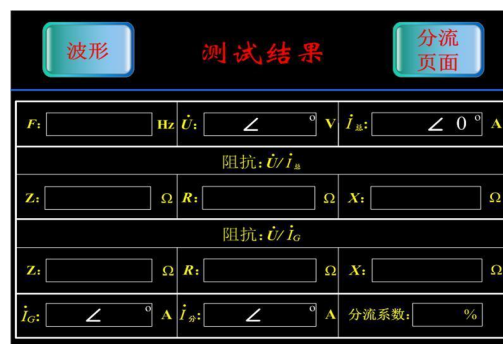 波形 测试结果 分流页面
F: Hz U̇: ∠ ° V İ总: ∠ 0 ° A
阻抗: U̇/İ总
Z: Ω R: Ω X: Ω
阻抗: U̇/İG
Z: Ω R: Ω X: Ω
İG: ∠ ° A İ分: ∠ ° A 分流系数: %